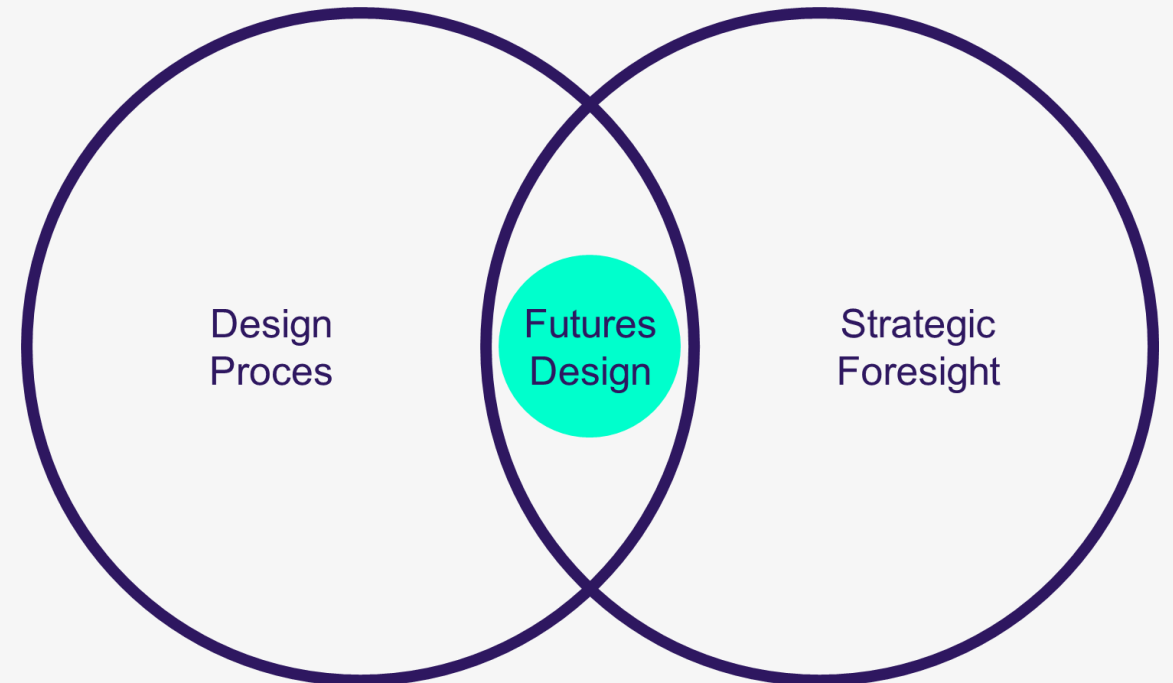 Design
Proces
Futures
Design
Strategic
Foresight